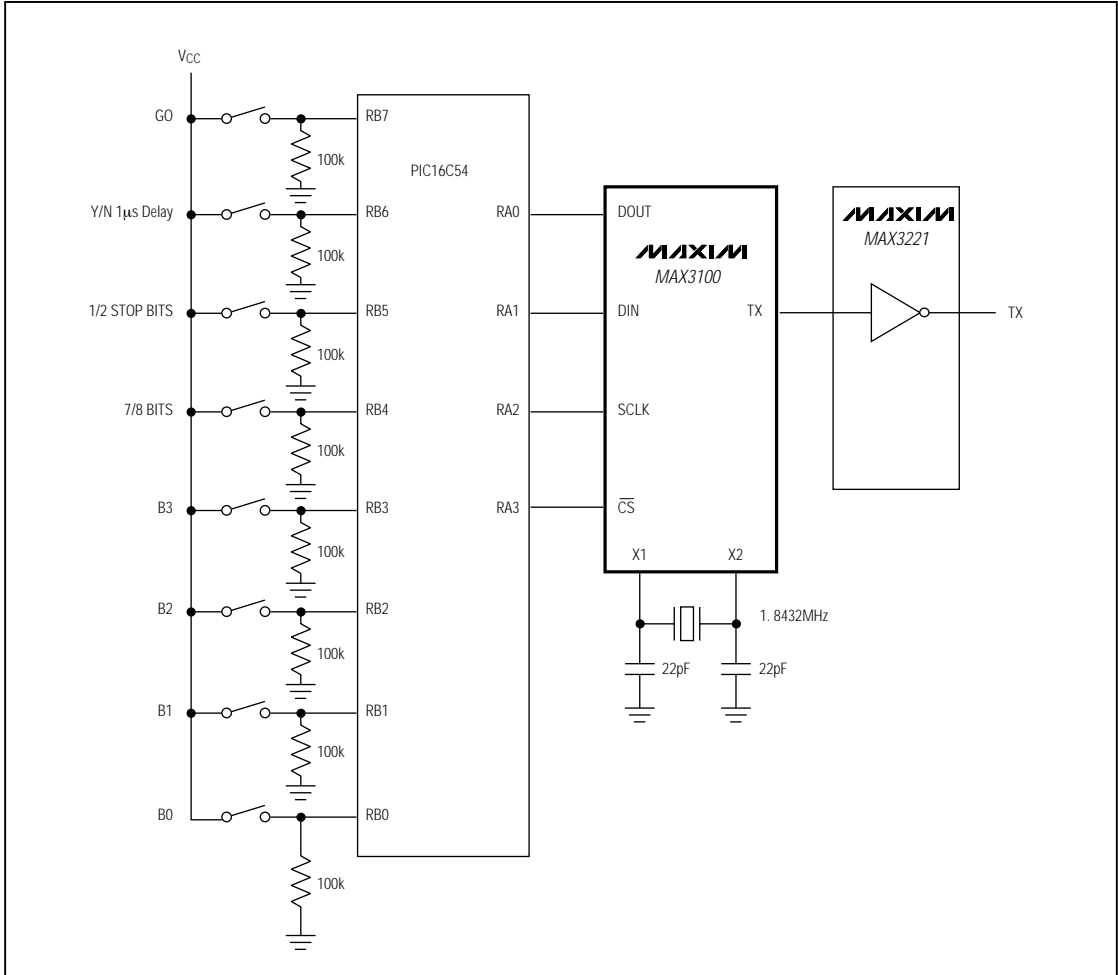 VCC
GO
RB7
100k
PIC16C54
Y/N 1μs Delay
RB6
RA0
100k
1/2 STOP BITS
RB5
RA1
100k
7/8 BITS
RB4
RA2
100k
B3
RB3
RA3
100k
B2
RB2
100k
B1
RB1
100k
B0
RB0
100k
DOUT
MAXIM
MAX3100
DIN
TX
SCLK
CS
X1
X2
1. 8432MHz
22pF
22pF
MAXIM
MAX3221
TX